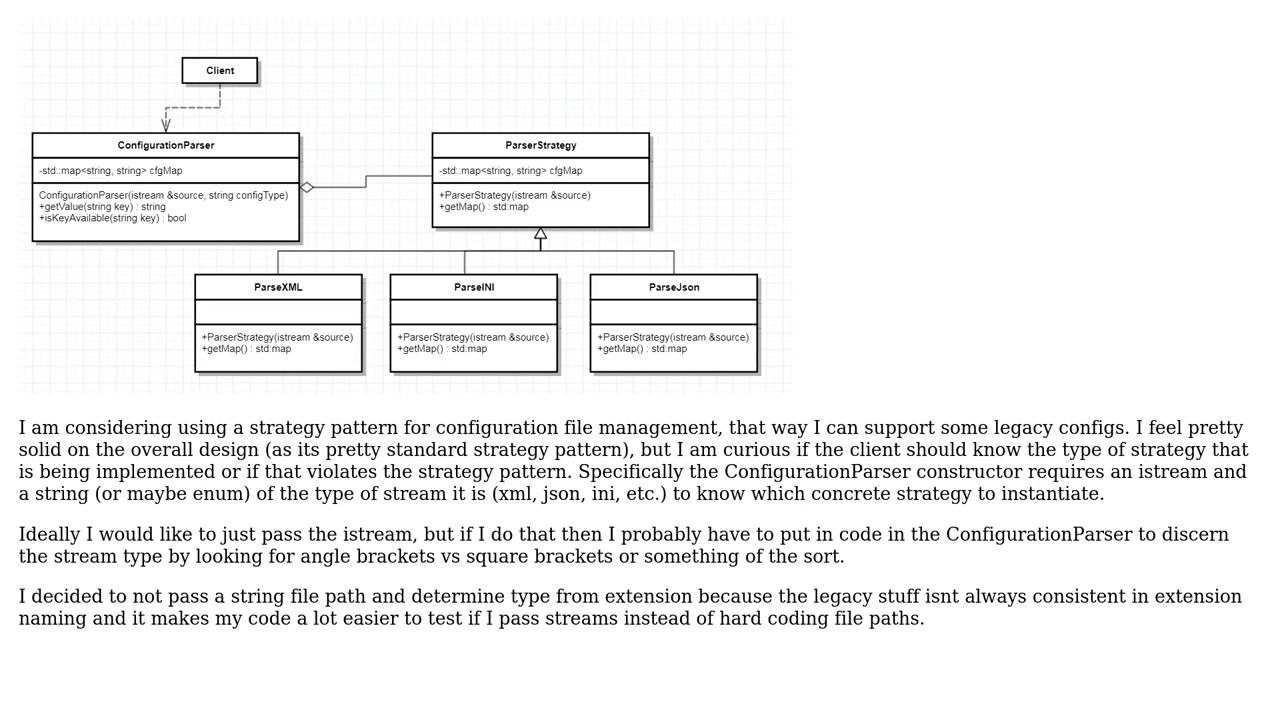 Client
ConfigurationParser
-std::map<string, string> cfgMap
ConfigurationParser(istream &source, string configType)
+getValue(string key) : string
+isKeyAvailable(string key) : bool
ParserStrategy
-std::map<string, string> cfgMap
+ParserStrategy(istream &source)
+getMap() : std:map
ParseXML
+ParserStrategy(istream &source)
+getMap() : std:map
ParseINI
+ParserStrategy(istream &source)
+getMap() : std:map
ParseJson
+ParserStrategy(istream &source)
+getMap() : std:map
I am considering using a strategy pattern for configuration file management, that way I can support some legacy configs. I feel pretty
solid on the overall design (as its pretty standard strategy pattern), but I am curious if the client should know the type of strategy that
is being implemented or if that violates the strategy pattern. Specifically the ConfigurationParser constructor requires an istream and
a string (or maybe enum) of the type of stream it is (xml, json, ini, etc.) to know which concrete strategy to instantiate.
Ideally I would like to just pass the istream, but if I do that then I probably have to put in code in the ConfigurationParser to discern
the stream type by looking for angle brackets vs square brackets or something of the sort.
I decided to not pass a string file path and determine type from extension because the legacy stuff isnt always consistent in extension
naming and it makes my code a lot easier to test if I pass streams instead of hard coding file paths.